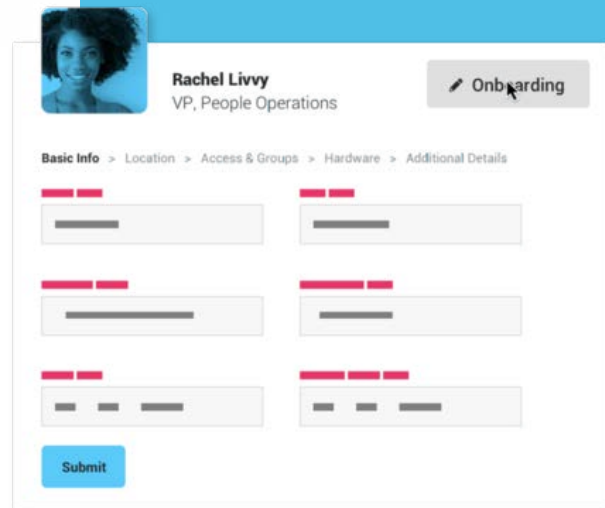 Rachel Livvy
VP, People Operations
Onboarding
Basic Info > Location > Access & Groups > Hardware > Additional Details
Submit